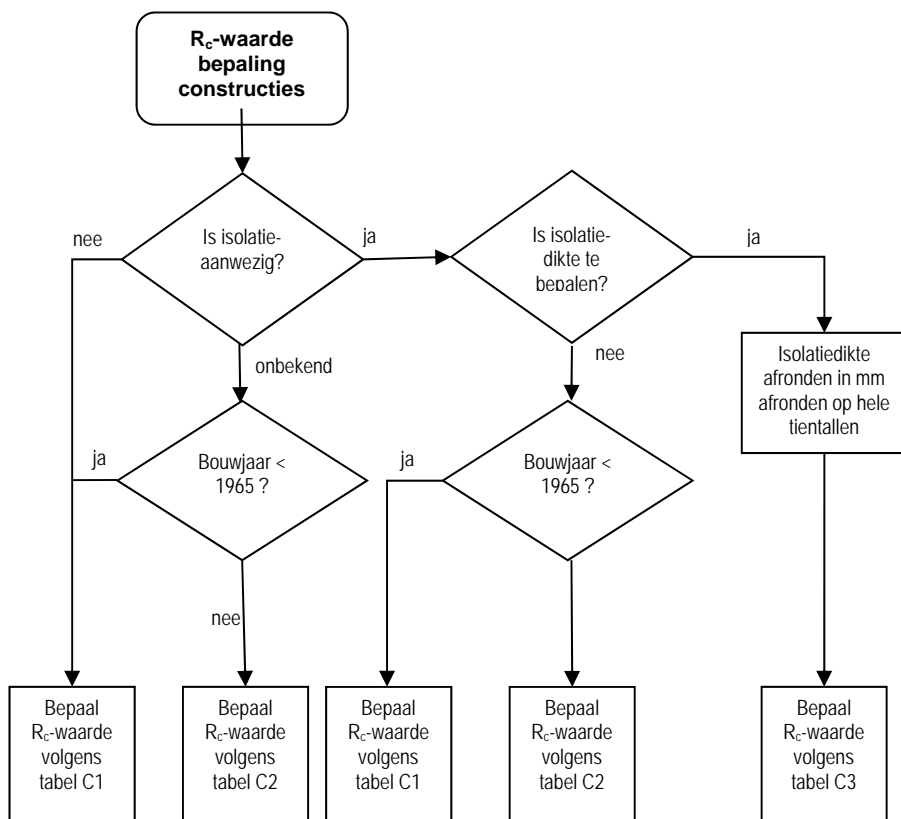 Rc-waarde
bepaling
constructies
nee
Is isolatie-
aanwezig?
ja
Is isolatie-
dikte te
bepalen?
ja
onbekend
nee
Isolatiedikte
afronden in mm
afronden op hele
tientallen
ja
Bouwjaar <
1965 ?
ja
Bouwjaar <
1965 ?
nee
Bepaal
Rc-waarde
volgens
tabel C1
Bepaal
Rc-waarde
volgens
tabel C2
Bepaal
Rc-waarde
volgens
tabel C1
Bepaal
Rc-waarde
volgens
tabel C2
Bepaal
Rc-waarde
volgens
tabel C3